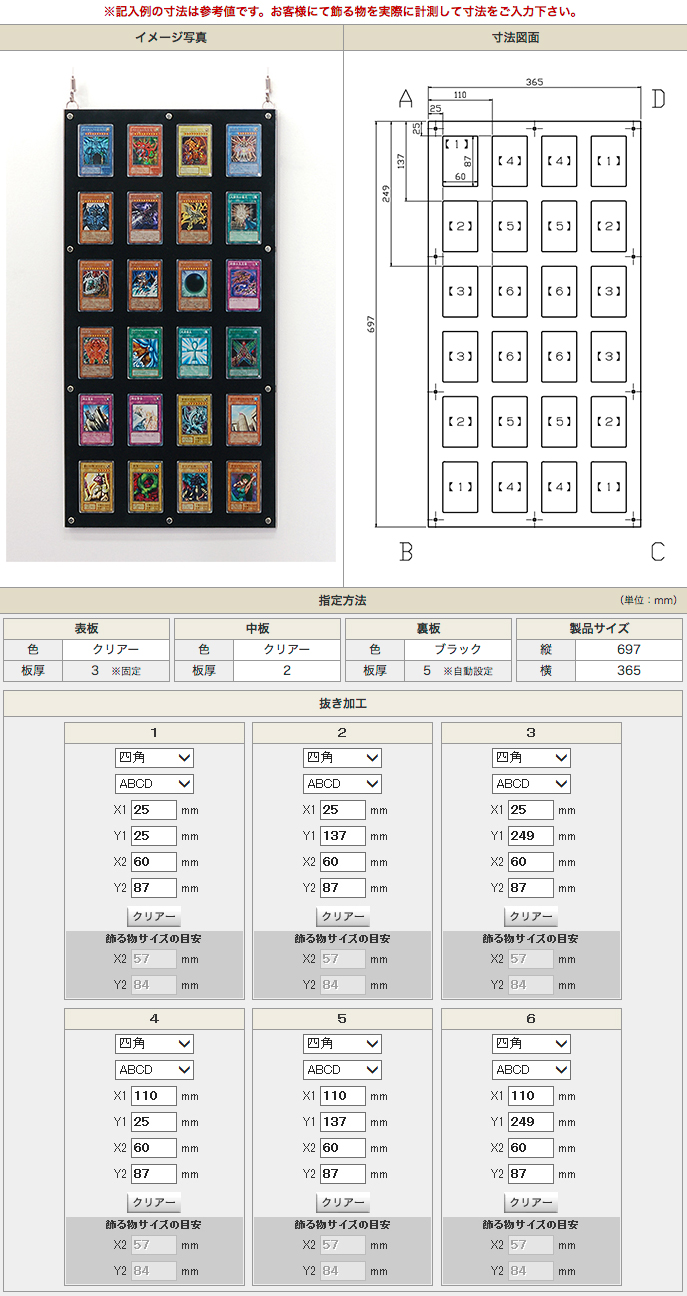 ※記入例の寸法は参考値です。お客様にて飾る物を実際に計測して寸法をご入力下さい。
イメージ写真 寸法図面
365
A D
110
25
25
137
249
697
【1】 87 60 【4】 【4】 【1】
【2】 【5】 【5】 【2】
【3】 【6】 【6】 【3】
【3】 【6】 【6】 【3】
【2】 【5】 【5】 【2】
【1】 【4】 【4】 【1】
B C
指定方法 (単位：mm)
表板 中板 裏板 製品サイズ
色 クリアー 色 クリアー 色 ブラック 縦 697
板厚 3 ※固定 板厚 2 板厚 5 ※自動設定 横 365
抜き加工
1 2 3
四角 四角 四角
ABCD ABCD ABCD
X1 25 mm X1 25 mm X1 25 mm
Y1 25 mm Y1 137 mm Y1 249 mm
X2 60 mm X2 60 mm X2 60 mm
Y2 87 mm Y2 87 mm Y2 87 mm
クリアー クリアー クリアー
飾る物サイズの目安 飾る物サイズの目安 飾る物サイズの目安
X2 57 mm X2 57 mm X2 57 mm
Y2 84 mm Y2 84 mm Y2 84 mm
4 5 6
四角 四角 四角
ABCD ABCD ABCD
X1 110 mm X1 110 mm X1 110 mm
Y1 25 mm Y1 137 mm Y1 249 mm
X2 60 mm X2 60 mm X2 60 mm
Y2 87 mm Y2 87 mm Y2 87 mm
クリアー クリアー クリアー
飾る物サイズの目安 飾る物サイズの目安 飾る物サイズの目安
X2 57 mm X2 57 mm X2 57 mm
Y2 84 mm Y2 84 mm Y2 84 mm